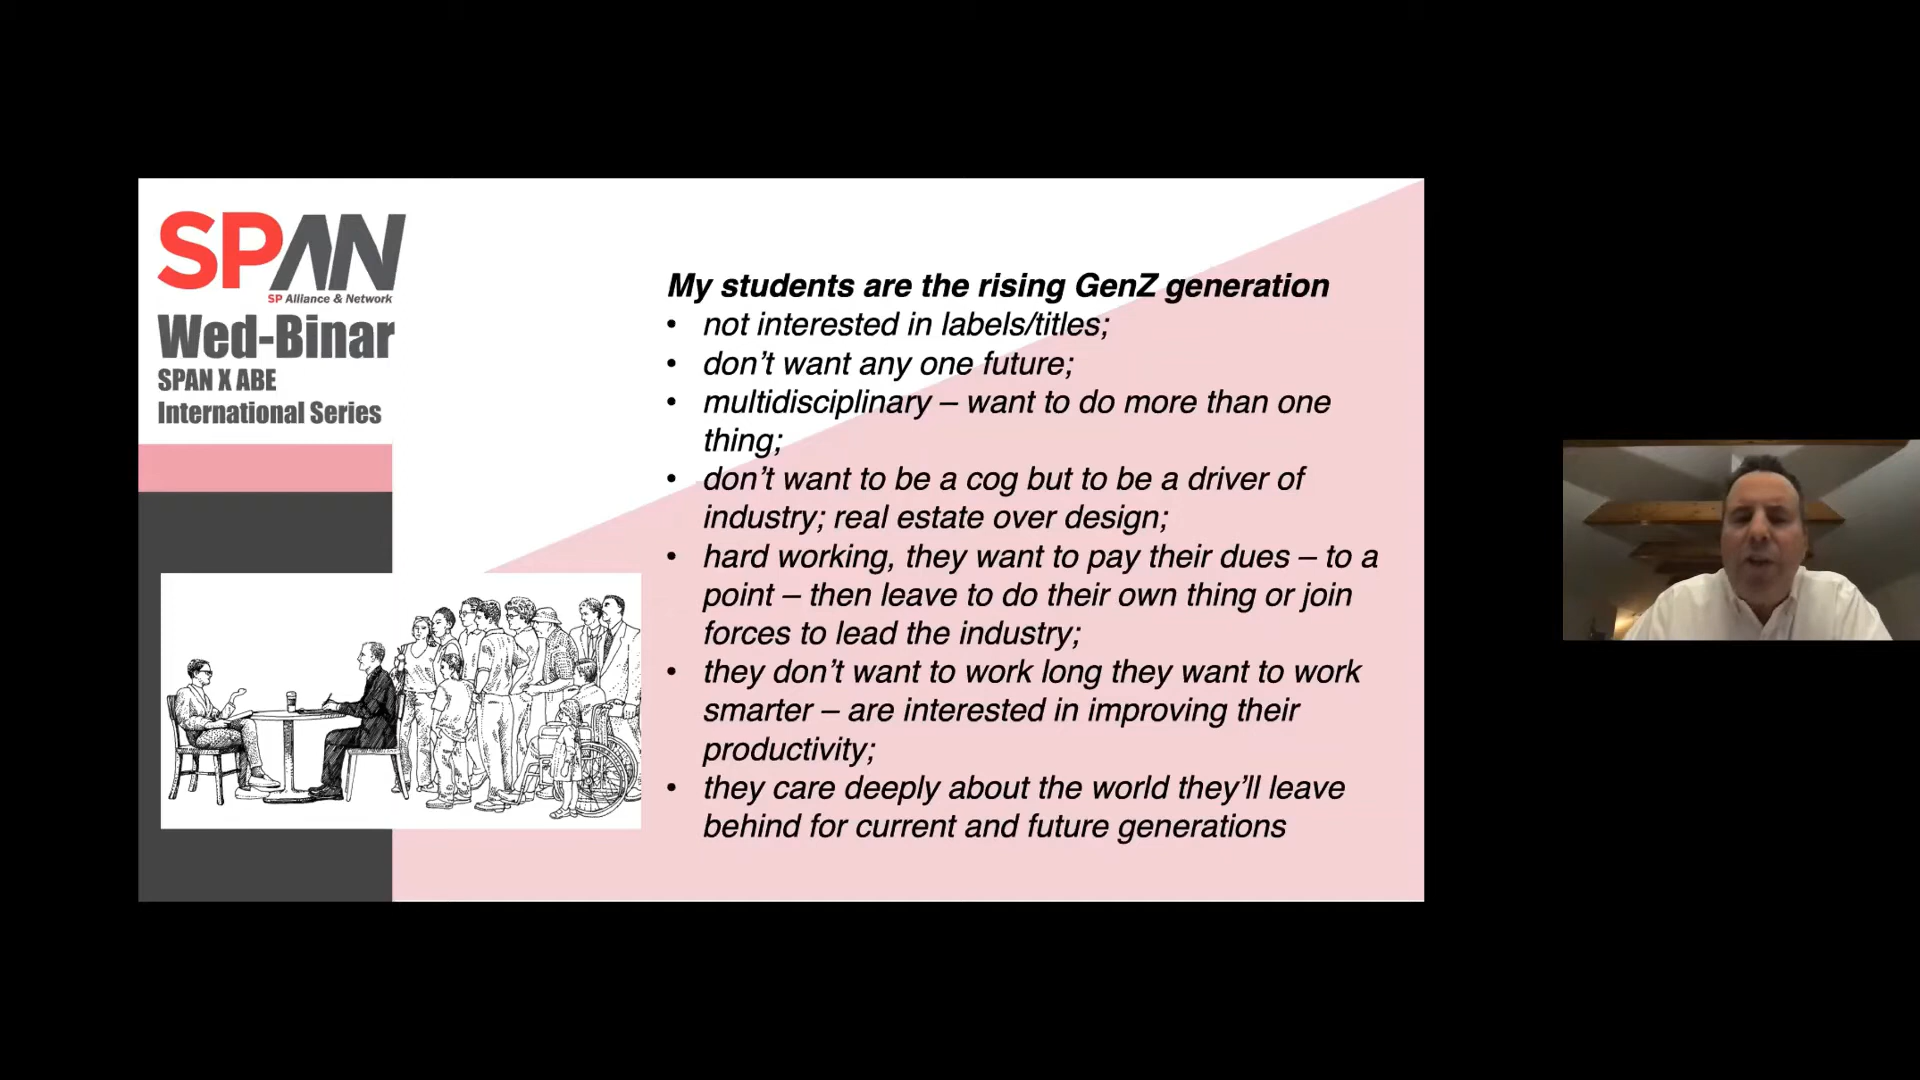 SPAN
SP Alliance & Network
Wed-Binar
SPAN X ABE
International Series
My students are the rising GenZ generation
• not interested in labels/titles;
• don’t want any one future;
• multidisciplinary – want to do more than one
thing;
• don’t want to be a cog but to be a driver of
industry; real estate over design;
• hard working, they want to pay their dues – to a
point – then leave to do their own thing or join
forces to lead the industry;
• they don’t want to work long they want to work
smarter – are interested in improving their
productivity;
• they care deeply about the world they’ll leave
behind for current and future generations